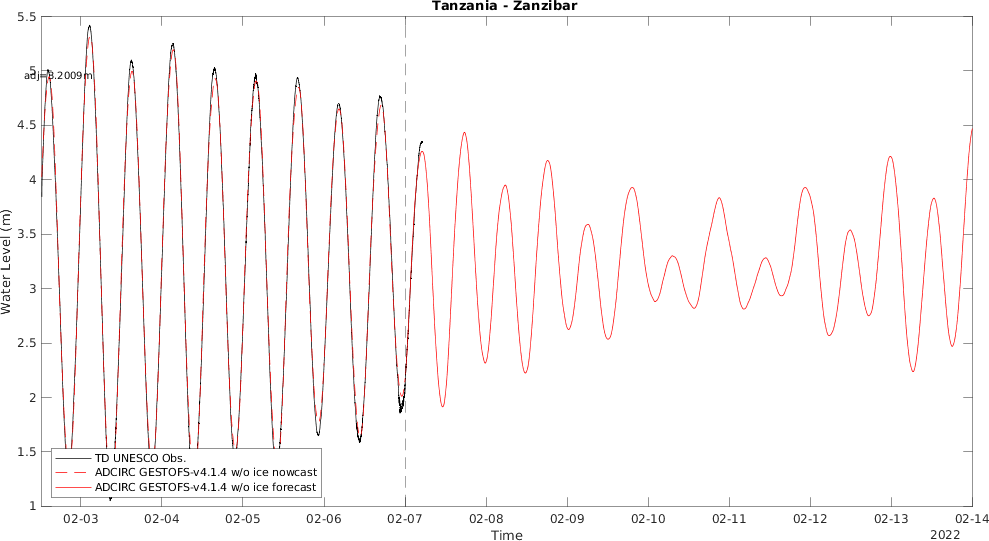 Tanzania - Zanzibar
5.5
5
adj=3.2009m
4.5
4
3.5
3
2.5
2
1.5
1
Water Level (m)
TD UNESCO Obs.
ADCIRC GESTOFS-v4.1.4 w/o ice nowcast
ADCIRC GESTOFS-v4.1.4 w/o ice forecast
02-03 02-04 02-05 02-06 02-07 02-08 02-09 02-10 02-11 02-12 02-13 02-14
Time
2022